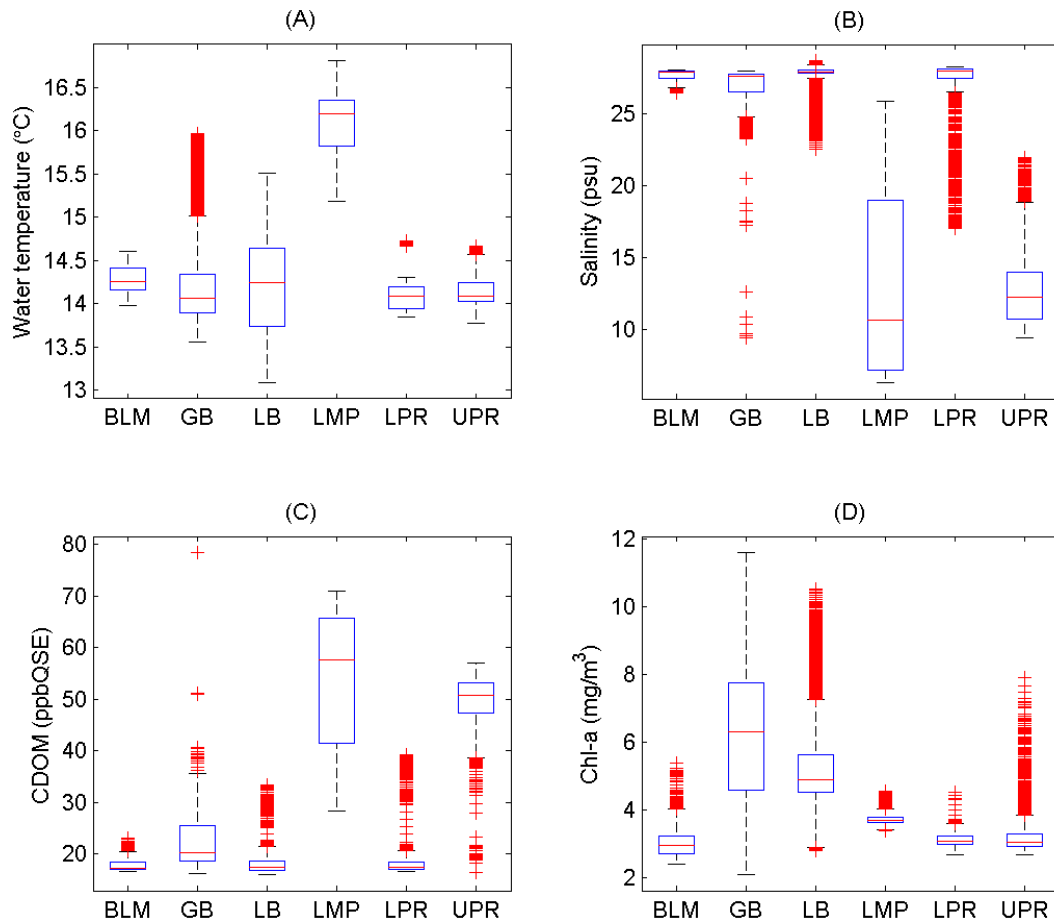 (A)
Water temperature (°C)
16.5
16
15.5
15
14.5
14
13.5
13
BLM GB LB LMP LPR UPR
(B)
Salinity (psu)
25
20
15
10
BLM GB LB LMP LPR UPR
(C)
CDOM (ppbQSE)
80
70
60
50
40
30
20
BLM GB LB LMP LPR UPR
(D)
Chl-a (mg/m³)
12
10
8
6
4
2
BLM GB LB LMP LPR UPR